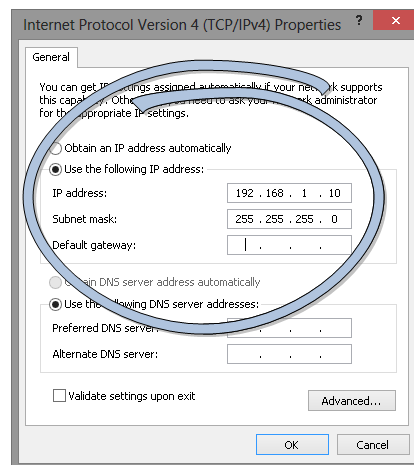 Internet Protocol Version 4 (TCP/IPv4) Properties ? ×
General
You can get settings assigned automatically if your network supports
this capability. need to ask your network administrator
for the appropriate IP settings.
Obtain an IP address automatically
Use the following IP address:
IP address: 192 . 168 . 1 . 10
Subnet mask: 255 . 255 . 255 . 0
Default gateway: . . .
Obtain DNS server address automatically
Use the following DNS server addresses:
Preferred DNS server: . . .
Alternate DNS server: . . .
Validate settings upon exit
Advanced...
OK Cancel